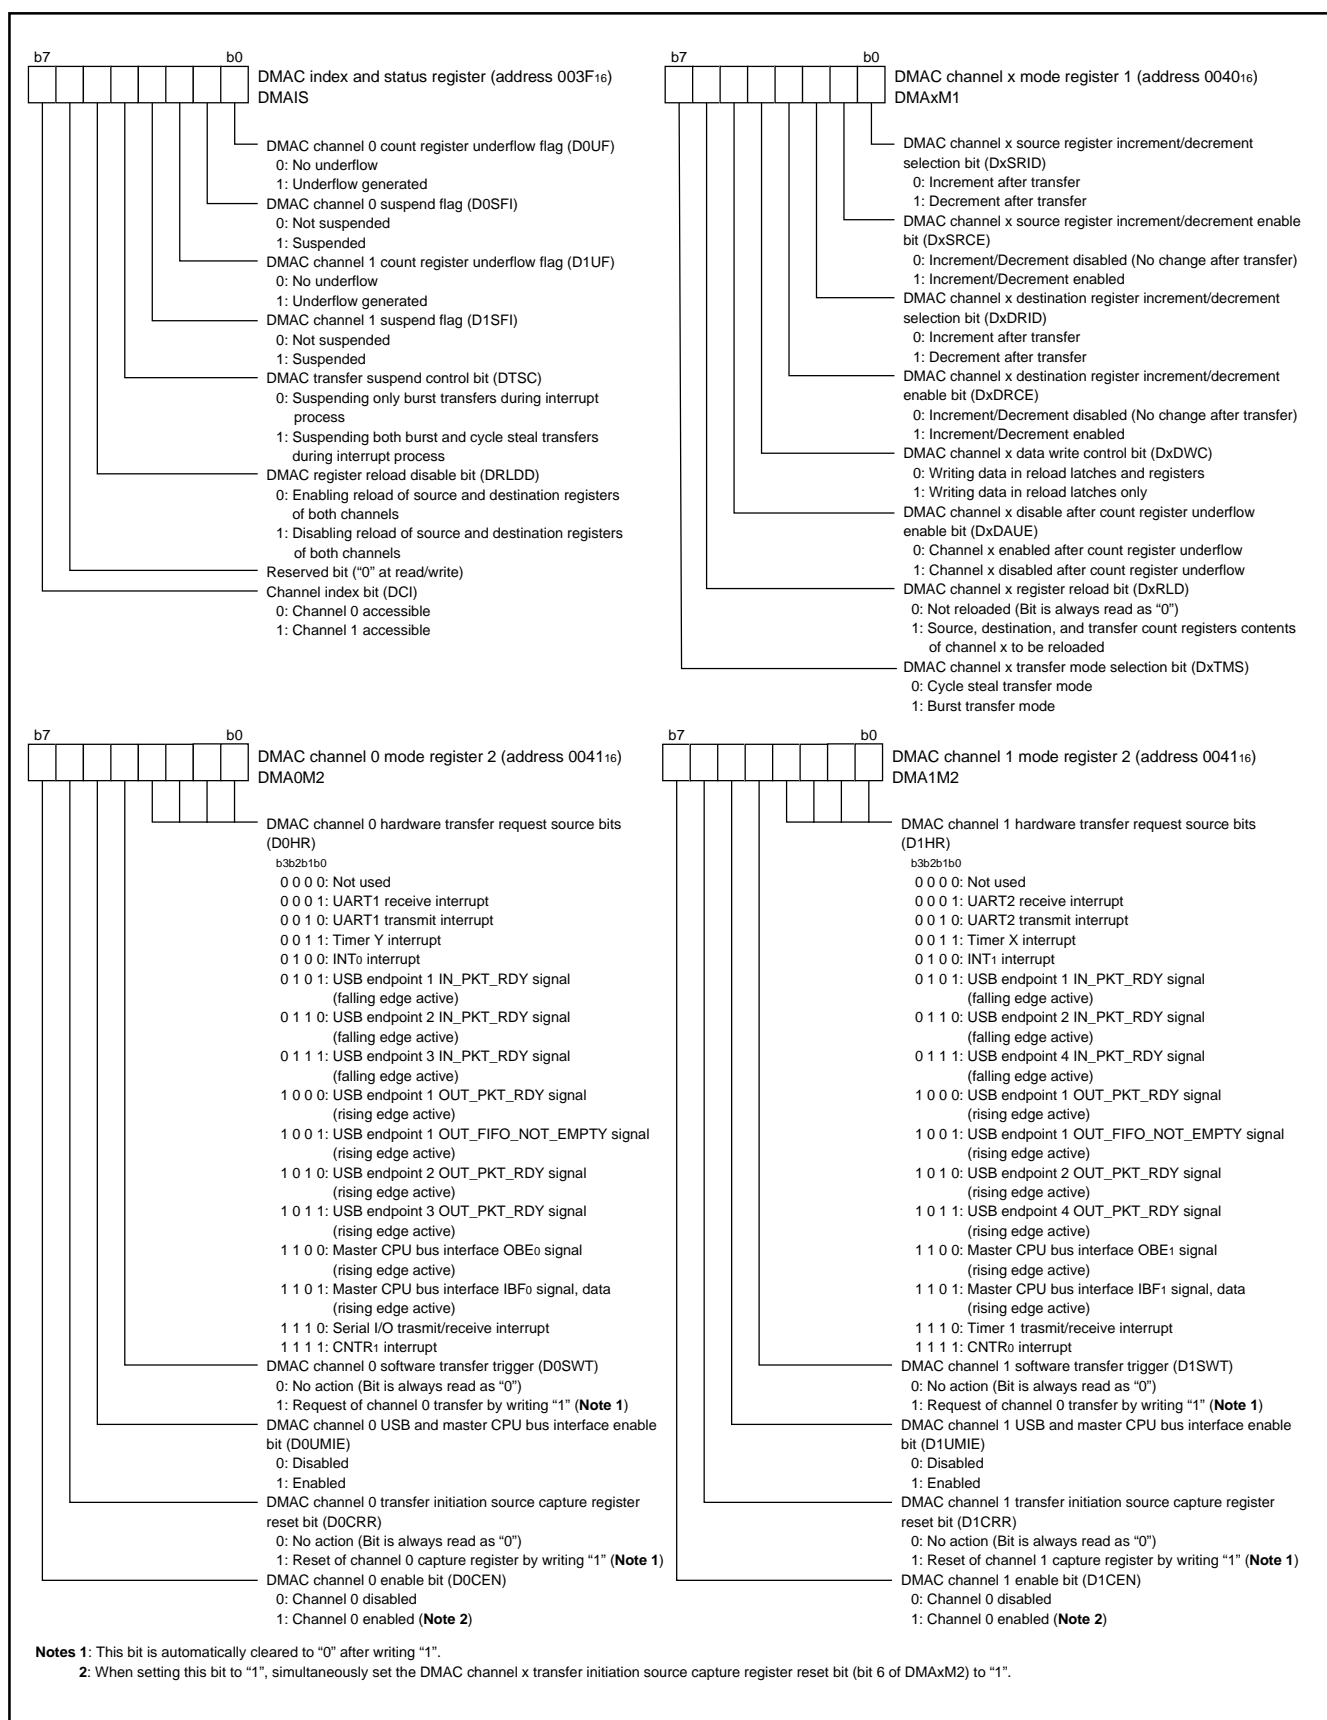 b7 b0
DMAC index and status register (address 003F16)
DMAIS
DMAC channel 0 count register underflow flag (D0UF)
0: No underflow
1: Underflow generated
DMAC channel 0 suspend flag (D0SFI)
0: Not suspended
1: Suspended
DMAC channel 1 count register underflow flag (D1UF)
0: No underflow
1: Underflow generated
DMAC channel 1 suspend flag (D1SFI)
0: Not suspended
1: Suspended
DMAC transfer suspend control bit (DTSC)
0: Suspending only burst transfers during interrupt
process
1: Suspending both burst and cycle steal transfers
during interrupt process
DMAC register reload disable bit (DRLDD)
0: Enabling reload of source and destination registers
of both channels
1: Disabling reload of source and destination registers
of both channels
Reserved bit (“0” at read/write)
Channel index bit (DCI)
0: Channel 0 accessible
1: Channel 1 accessible
b7 b0
DMAC channel x mode register 1 (address 004016)
DMAxM1
DMAC channel x source register increment/decrement
selection bit (DxSRID)
0: Increment after transfer
1: Decrement after transfer
DMAC channel x source register increment/decrement enable
bit (DxSRCE)
0: Increment/Decrement disabled (No change after transfer)
1: Increment/Decrement enabled
DMAC channel x destination register increment/decrement
selection bit (DxDRID)
0: Increment after transfer
1: Decrement after transfer
DMAC channel x destination register increment/decrement
enable bit (DxDRCE)
0: Increment/Decrement disabled (No change after transfer)
1: Increment/Decrement enabled
DMAC channel x data write control bit (DxDWC)
0: Writing data in reload latches and registers
1: Writing data in reload latches only
DMAC channel x disable after count register underflow
enable bit (DxDAUE)
0: Channel x enabled after count register underflow
1: Channel x disabled after count register underflow
DMAC channel x register reload bit (DxRLD)
0: Not reloaded (Bit is always read as “0”)
1: Source, destination, and transfer count registers contents
of channel x to be reloaded
DMAC channel x transfer mode selection bit (DxTMS)
0: Cycle steal transfer mode
1: Burst transfer mode
b7 b0
DMAC channel 0 mode register 2 (address 004116)
DMA0M2
DMAC channel 0 hardware transfer request source bits
(D0HR)
b3b2b1b0
0 0 0 0: Not used
0 0 0 1: UART1 receive interrupt
0 0 1 0: UART1 transmit interrupt
0 0 1 1: Timer Y interrupt
0 1 0 0: INT0 interrupt
0 1 0 1: USB endpoint 1 IN_PKT_RDY signal
(falling edge active)
0 1 1 0: USB endpoint 2 IN_PKT_RDY signal
(falling edge active)
0 1 1 1: USB endpoint 3 IN_PKT_RDY signal
(falling edge active)
1 0 0 0: USB endpoint 1 OUT_PKT_RDY signal
(rising edge active)
1 0 0 1: USB endpoint 1 OUT_FIFO_NOT_EMPTY signal
(rising edge active)
1 0 1 0: USB endpoint 2 OUT_PKT_RDY signal
(rising edge active)
1 0 1 1: USB endpoint 3 OUT_PKT_RDY signal
(rising edge active)
1 1 0 0: Master CPU bus interface OBE0 signal
(rising edge active)
1 1 0 1: Master CPU bus interface IBF0 signal, data
(rising edge active)
1 1 1 0: Serial I/O trasmit/receive interrupt
1 1 1 1: CNTR1 interrupt
DMAC channel 0 software transfer trigger (D0SWT)
0: No action (Bit is always read as “0”)
1: Request of channel 0 transfer by writing “1” (Note 1)
DMAC channel 0 USB and master CPU bus interface enable
bit (D0UMIE)
0: Disabled
1: Enabled
DMAC channel 0 transfer initiation source capture register
reset bit (D0CRR)
0: No action (Bit is always read as “0”)
1: Reset of channel 0 capture register by writing “1” (Note 1)
DMAC channel 0 enable bit (D0CEN)
0: Channel 0 disabled
1: Channel 0 enabled (Note 2)
b7 b0
DMAC channel 1 mode register 2 (address 004116)
DMA1M2
DMAC channel 1 hardware transfer request source bits
(D1HR)
b3b2b1b0
0 0 0 0: Not used
0 0 0 1: UART2 receive interrupt
0 0 1 0: UART2 transmit interrupt
0 0 1 1: Timer X interrupt
0 1 0 0: INT1 interrupt
0 1 0 1: USB endpoint 1 IN_PKT_RDY signal
(falling edge active)
0 1 1 0: USB endpoint 2 IN_PKT_RDY signal
(falling edge active)
0 1 1 1: USB endpoint 4 IN_PKT_RDY signal
(falling edge active)
1 0 0 0: USB endpoint 1 OUT_PKT_RDY signal
(rising edge active)
1 0 0 1: USB endpoint 1 OUT_FIFO_NOT_EMPTY signal
(rising edge active)
1 0 1 0: USB endpoint 2 OUT_PKT_RDY signal
(rising edge active)
1 0 1 1: USB endpoint 4 OUT_PKT_RDY signal
(rising edge active)
1 1 0 0: Master CPU bus interface OBE1 signal
(rising edge active)
1 1 0 1: Master CPU bus interface IBF1 signal, data
(rising edge active)
1 1 1 0: Timer 1 trasmit/receive interrupt
1 1 1 1: CNTR0 interrupt
DMAC channel 1 software transfer trigger (D1SWT)
0: No action (Bit is always read as “0”)
1: Request of channel 0 transfer by writing “1” (Note 1)
DMAC channel 1 USB and master CPU bus interface enable
bit (D1UMIE)
0: Disabled
1: Enabled
DMAC channel 1 transfer initiation source capture register
reset bit (D1CRR)
0: No action (Bit is always read as “0”)
1: Reset of channel 1 capture register by writing “1” (Note 1)
DMAC channel 1 enable bit (D1CEN)
0: Channel 0 disabled
1: Channel 0 enabled (Note 2)
Notes 1: This bit is automatically cleared to “0” after writing “1”.
2: When setting this bit to “1”, simultaneously set the DMAC channel x transfer initiation source capture register reset bit (bit 6 of DMAxM2) to “1”.